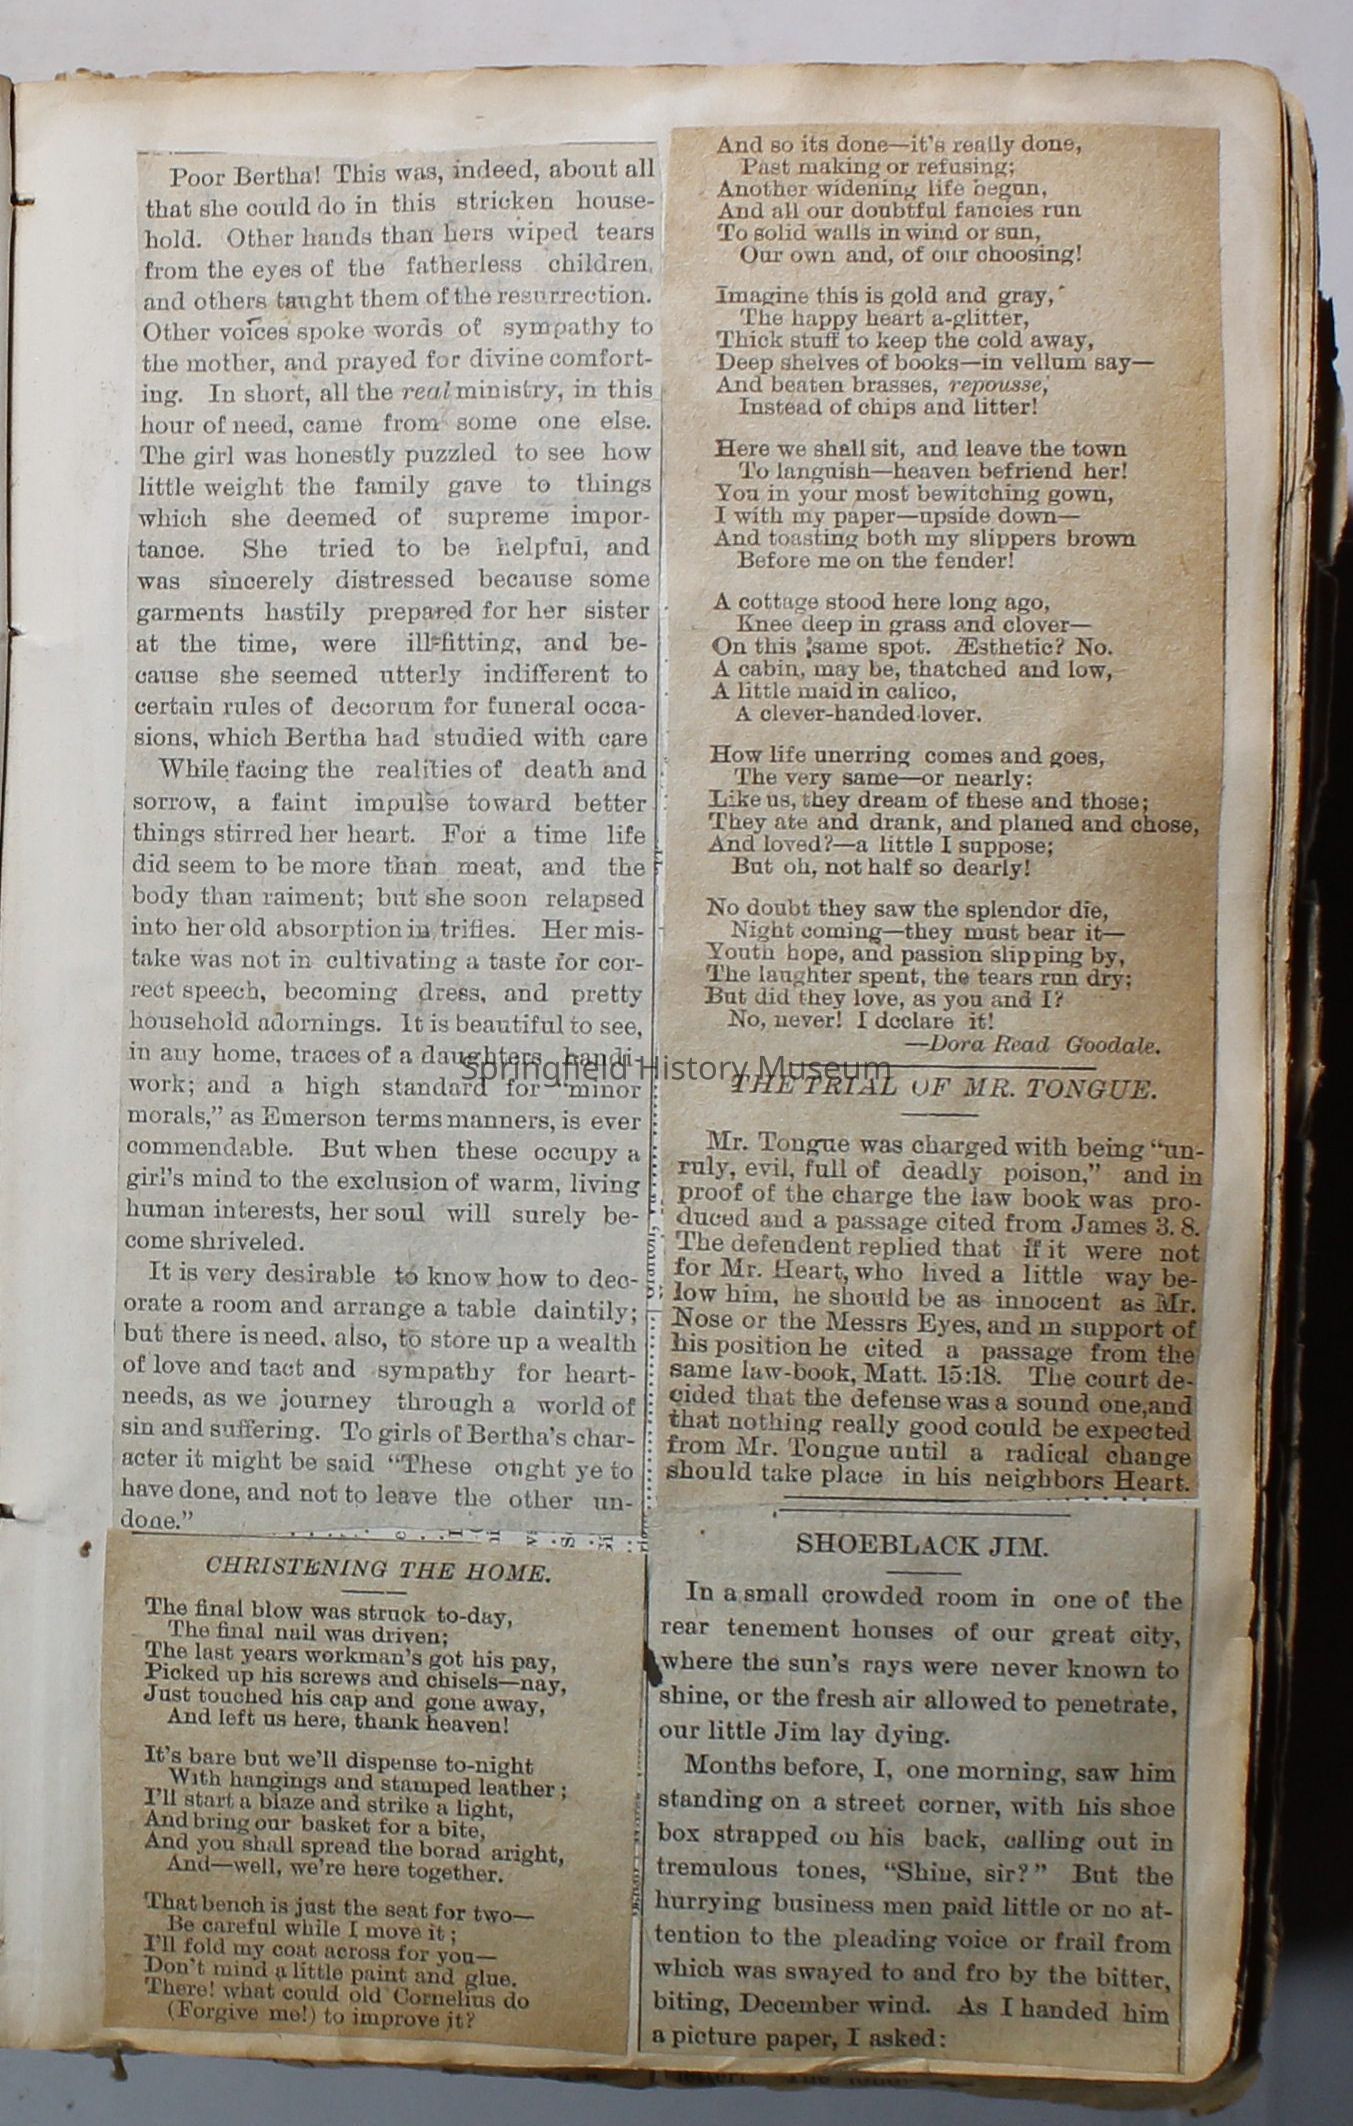 Poor Bertha! This was, indeed, about all
that she could do in this stricken house-
hold. Other hands than hers wiped tears
from the eyes of the fatherless children,
and others taught them of the resurrection.
Other voices spoke words of sympathy to
the mother, and prayed for divine comfort-
ing. In short, all the real ministry, in this
hour of need, came from some one else.
The girl was honestly puzzled to see how
little weight the family gave to things
which she deemed of supreme impor-
tance. She tried to be helpful, and
was sincerely distressed because some
garments hastily prepared for her sister
at the time, were ill-fitting, and be-
cause she seemed utterly indifferent to
certain rules of decorum for funeral occa-
sions, which Bertha had studied with care
While facing the realities of death and
sorrow, a faint impulse toward better
things stirred her heart. For a time life
did seem to be more than meat, and the
body than raiment; but she soon relapsed
into her old absorption in trifles. Her mis-
take was not in cultivating a taste for cor-
rect speech, becoming dress, and pretty
household adornings. It is beautiful to see,
in any home, traces of a daughters handi-
work; and a high standard for "minor
morals," as Emerson terms manners, is ever
commendable. But when these occupy a
girl's mind to the exclusion of warm, living
human interests, her soul will surely be-
come shriveled.
It is very desirable to know how to dec-
orate a room and arrange a table daintily;
but there is need, also, to store up a wealth
of love and tact and sympathy for heart-
needs, as we journey through a world of
sin and suffering. To girls of Bertha's char-
acter it might be said "These ought ye to
have done, and not to leave the other un-
done."
CHRISTENING THE HOME.
The final blow was struck to-day,
The final nail was driven;
The last years workman's got his pay,
Picked up his screws and chisels—nay,
Just touched his cap and gone away,
And left us here, thank heaven!
It's bare but we'll dispense to-night
With hangings and stamped leather;
I'll start a blaze and strike a light,
And bring our basket for a bite,
And you shall spread the borad aright,
And—well, we're here together.
That bench is just the seat for two—
Be careful while I move it;
I'll fold my coat across for you—
Don't mind a little paint and glue.
There! what could old Cornelius do
(Forgive me!) to improve it?
And so its done—it's really done,
Past making or refusing;
Another widening life begun,
And all our doubtful fancies run
To solid walls in wind or sun,
Our own and, of our choosing!
Imagine this is gold and gray,
The happy heart a-glitter,
Thick stuff to keep the cold away,
Deep shelves of books—in vellum say—
And beaten brasses, repousse,
Instead of chips and litter!
Here we shall sit, and leave the town
To languish—heaven befriend her!
You in your most bewitching gown,
I with my paper—upside down—
And toasting both my slippers brown
Before me on the fender!
A cottage stood here long ago,
Knee deep in grass and clover—
On this same spot. Æsthetic? No.
A cabin, may be, thatched and low,
A little maid in calico,
A clever-handed lover.
How life unerring comes and goes,
The very same—or nearly;
Like us, they dream of these and those;
They ate and drank, and planed and chose,
And loved?—a little I suppose;
But oh, not half so dearly!
No doubt they saw the splendor die,
Night coming—they must bear it—
Youth hope, and passion slipping by,
The laughter spent, the tears run dry;
But did they love, as you and I?
No, never! I declare it!
—Dora Read Goodale.
Springfield History Museum
THE TRIAL OF MR. TONGUE.
Mr. Tongue was charged with being "un-
ruly, evil, full of deadly poison," and in
proof of the charge the law book was pro-
duced and a passage cited from James 3. 8.
The defendent replied that if it were not
for Mr. Heart, who lived a little way be-
low him, he should be as innocent as Mr.
Nose or the Messrs Eyes, and in support of
his position he cited a passage from the
same law-book, Matt. 15:18. The court de-
cided that the defense was a sound one,and
that nothing really good could be expected
from Mr. Tongue until a radical change
should take place in his neighbors Heart.
SHOEBLACK JIM.
In a small crowded room in one of the
rear tenement houses of our great city,
where the sun's rays were never known to
shine, or the fresh air allowed to penetrate,
our little Jim lay dying.
Months before, I, one morning, saw him
standing on a street corner, with his shoe
box strapped on his back, calling out in
tremulous tones, "Shine, sir?" But the
hurrying business men paid little or no at-
tention to the pleading voice or frail from
which was swayed to and fro by the bitter,
biting, December wind. As I handed him
a picture paper, I asked: